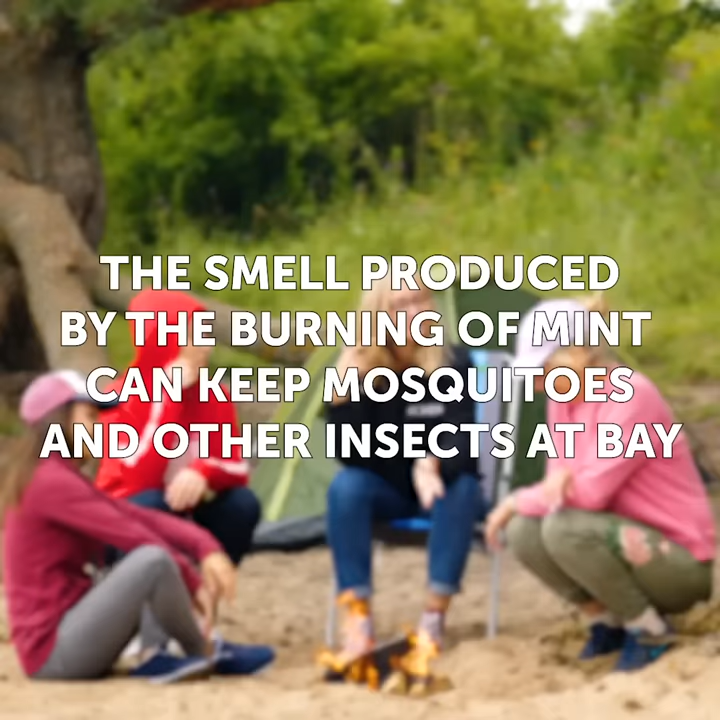 THE SMELL PRODUCED
BY THE BURNING OF MINT
CAN KEEP MOSQUITOES
AND OTHER INSECTS AT BAY